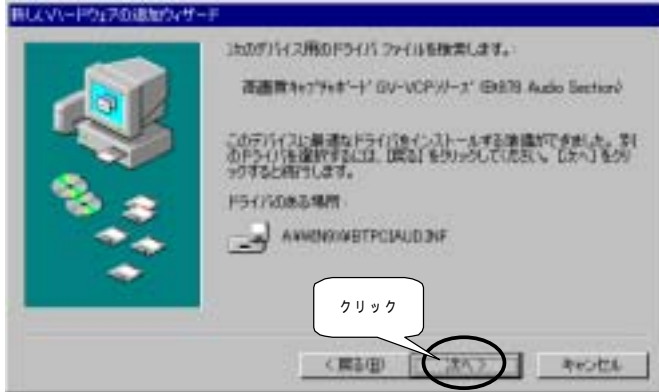 新しいハードウェアの追加ウィザード
次のデバイス用のドライバ ファイルを検索します。:
高画質キャプチャボード GV-VCPシリーズ (Bt878 Audio Section)
このデバイスに最適なドライバをインストールする準備ができました。別
のドライバを選択するには、[戻る] をクリックしてください。[次へ] をクリ
ックすると続行します。
ドライバのある場所:
A:¥WIN9X¥BTPCIAUD.INF
クリック
< 戻る(B)
次へ >
キャンセル